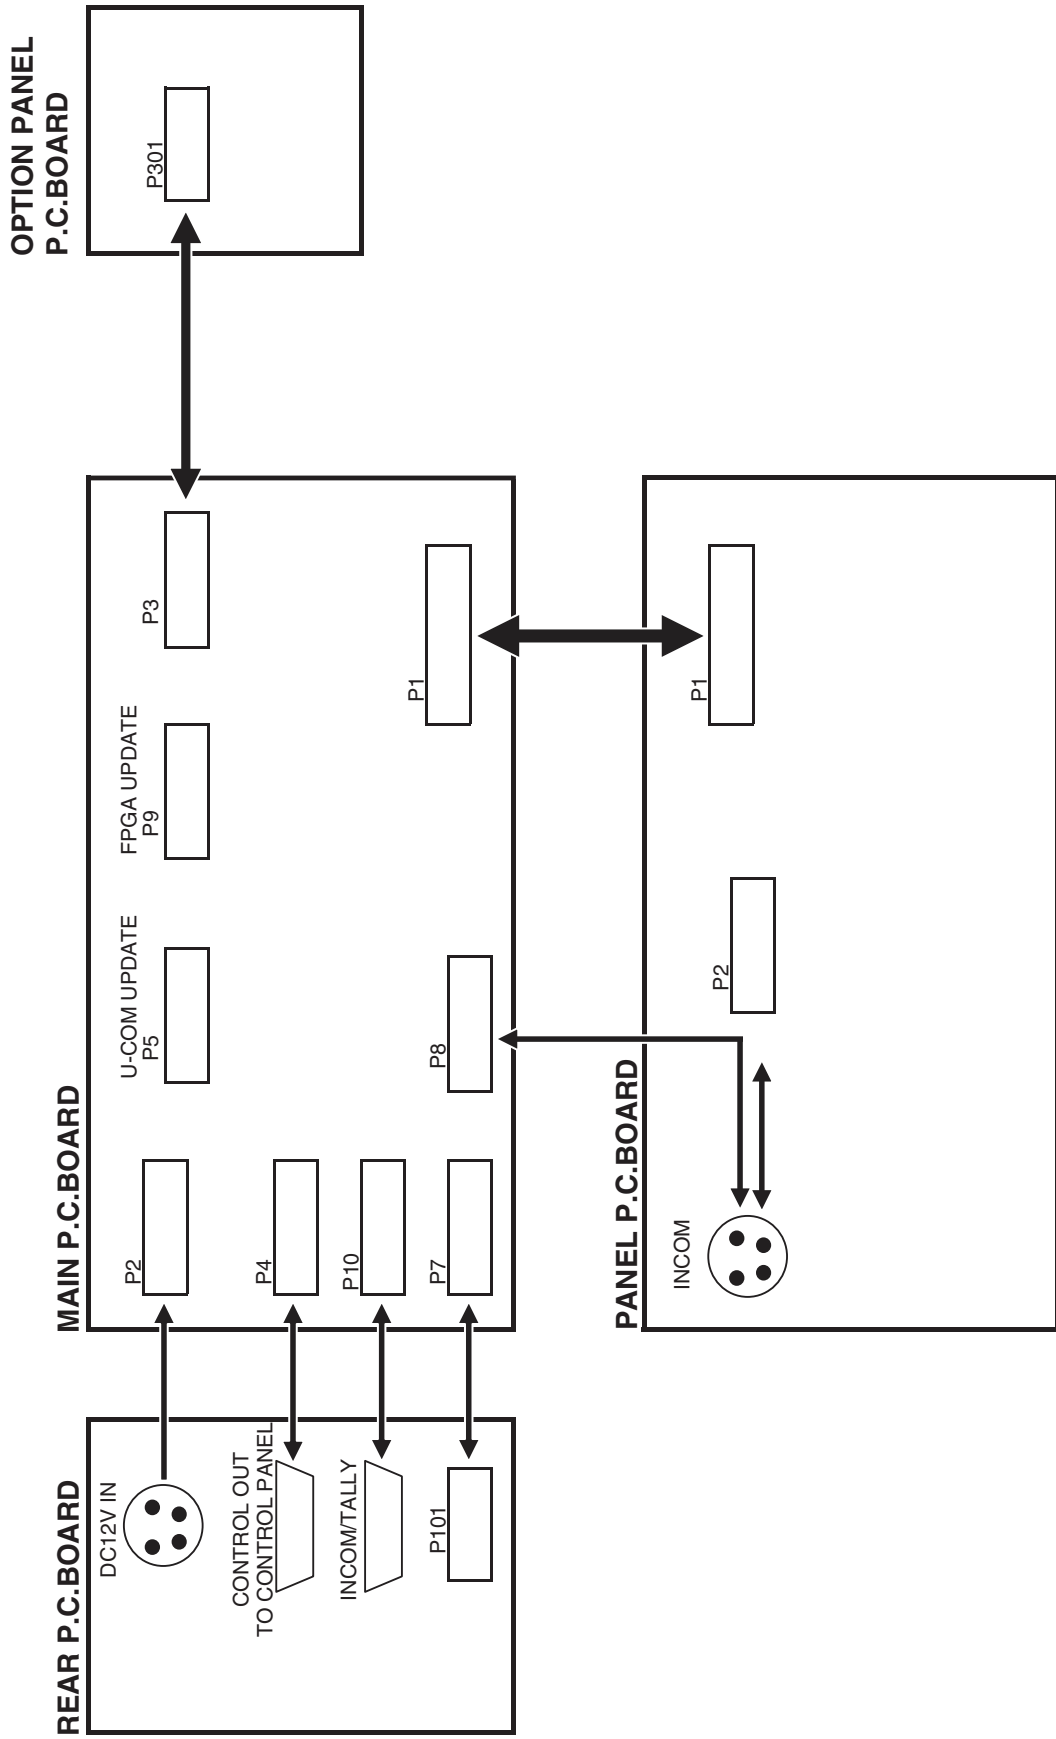 REAR P.C.BOARD
DC12V IN
CONTROL OUT
TO CONTROL PANEL
INCOM/TALLY
P101
MAIN P.C.BOARD
P2
P4
P10
P7
U-COM UPDATE
P5
P8
FPGA UPDATE
P9
P3
P1
OPTION PANEL
P.C.BOARD
P301
PANEL P.C.BOARD
INCOM
P2
P1